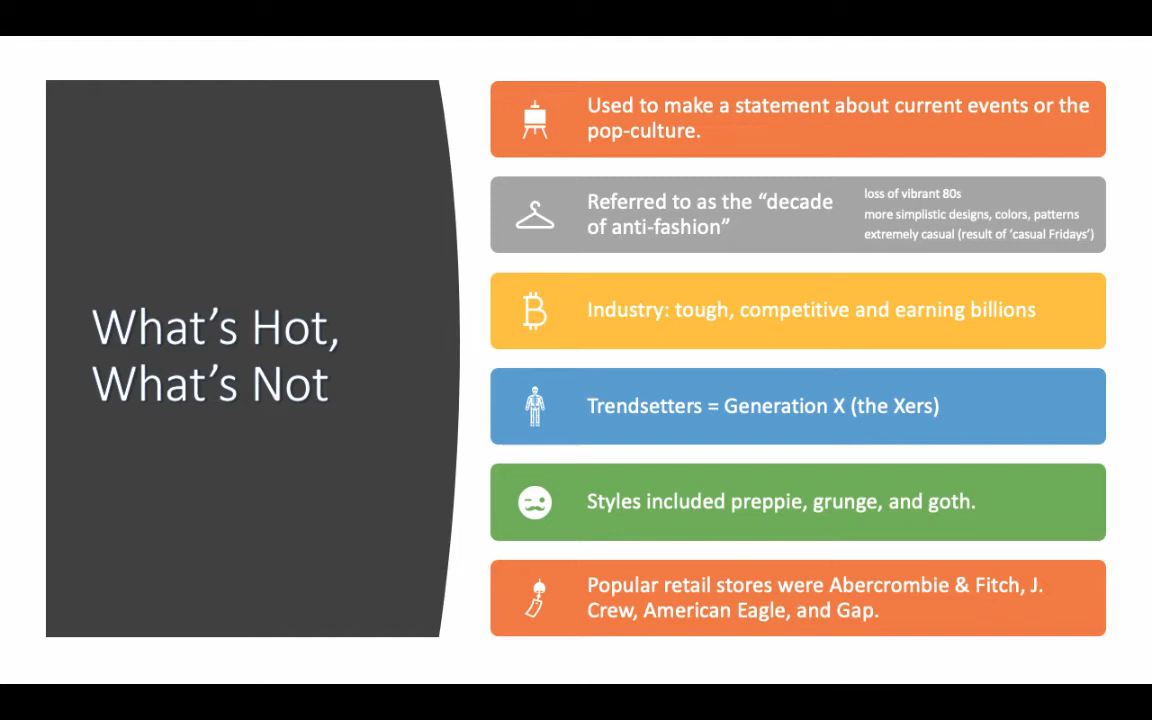 What's Hot,
What's Not
Used to make a statement about current events or the
pop-culture.
Referred to as the “decade
of anti-fashion”
loss of vibrant 80s
more simplistic designs, colors, patterns
extremely casual (result of ‘casual Fridays’)
Industry: tough, competitive and earning billions
Trendsetters = Generation X (the Xers)
Styles included preppie, grunge, and goth.
Popular retail stores were Abercrombie & Fitch, J.
Crew, American Eagle, and Gap.